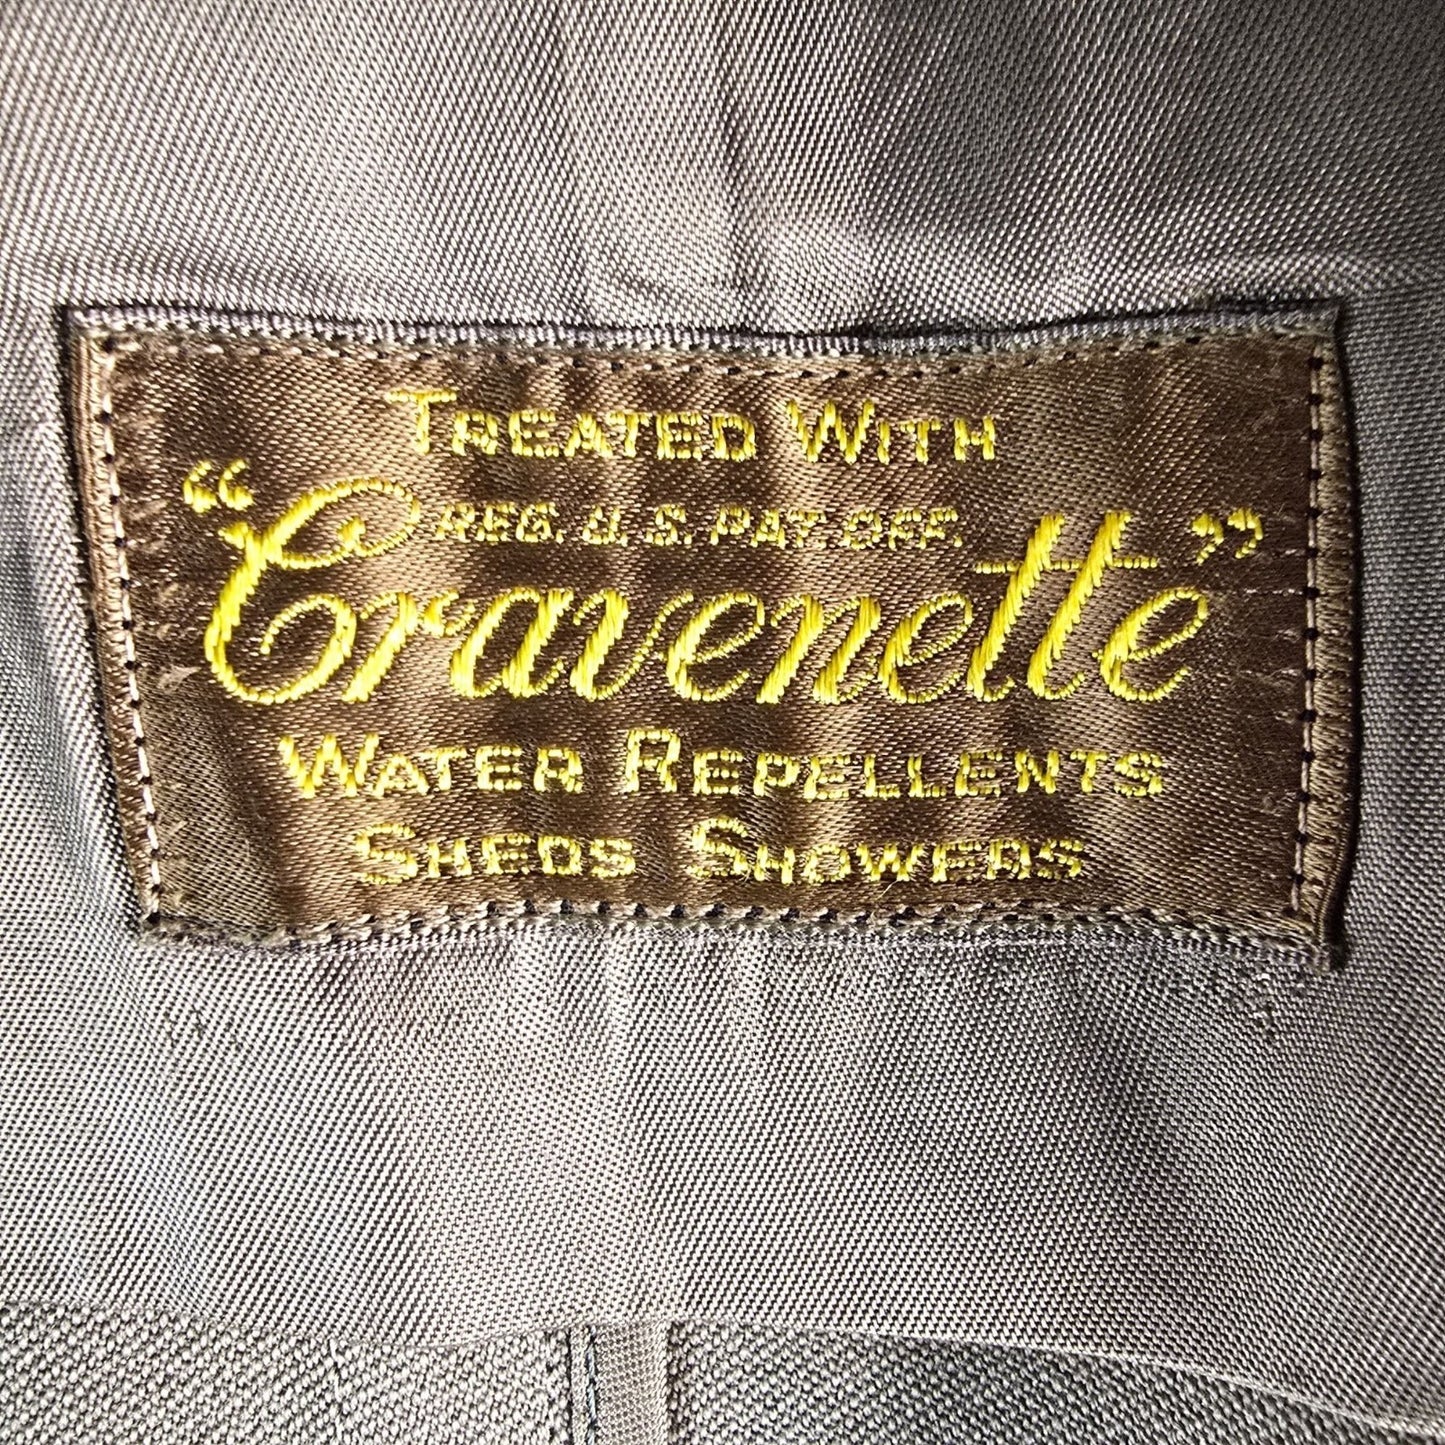 TREATED WITH
REG. U.S. PAT. OFF.
"Cravenette"
WATER REPELLENTS
SHEDS SHOWERS